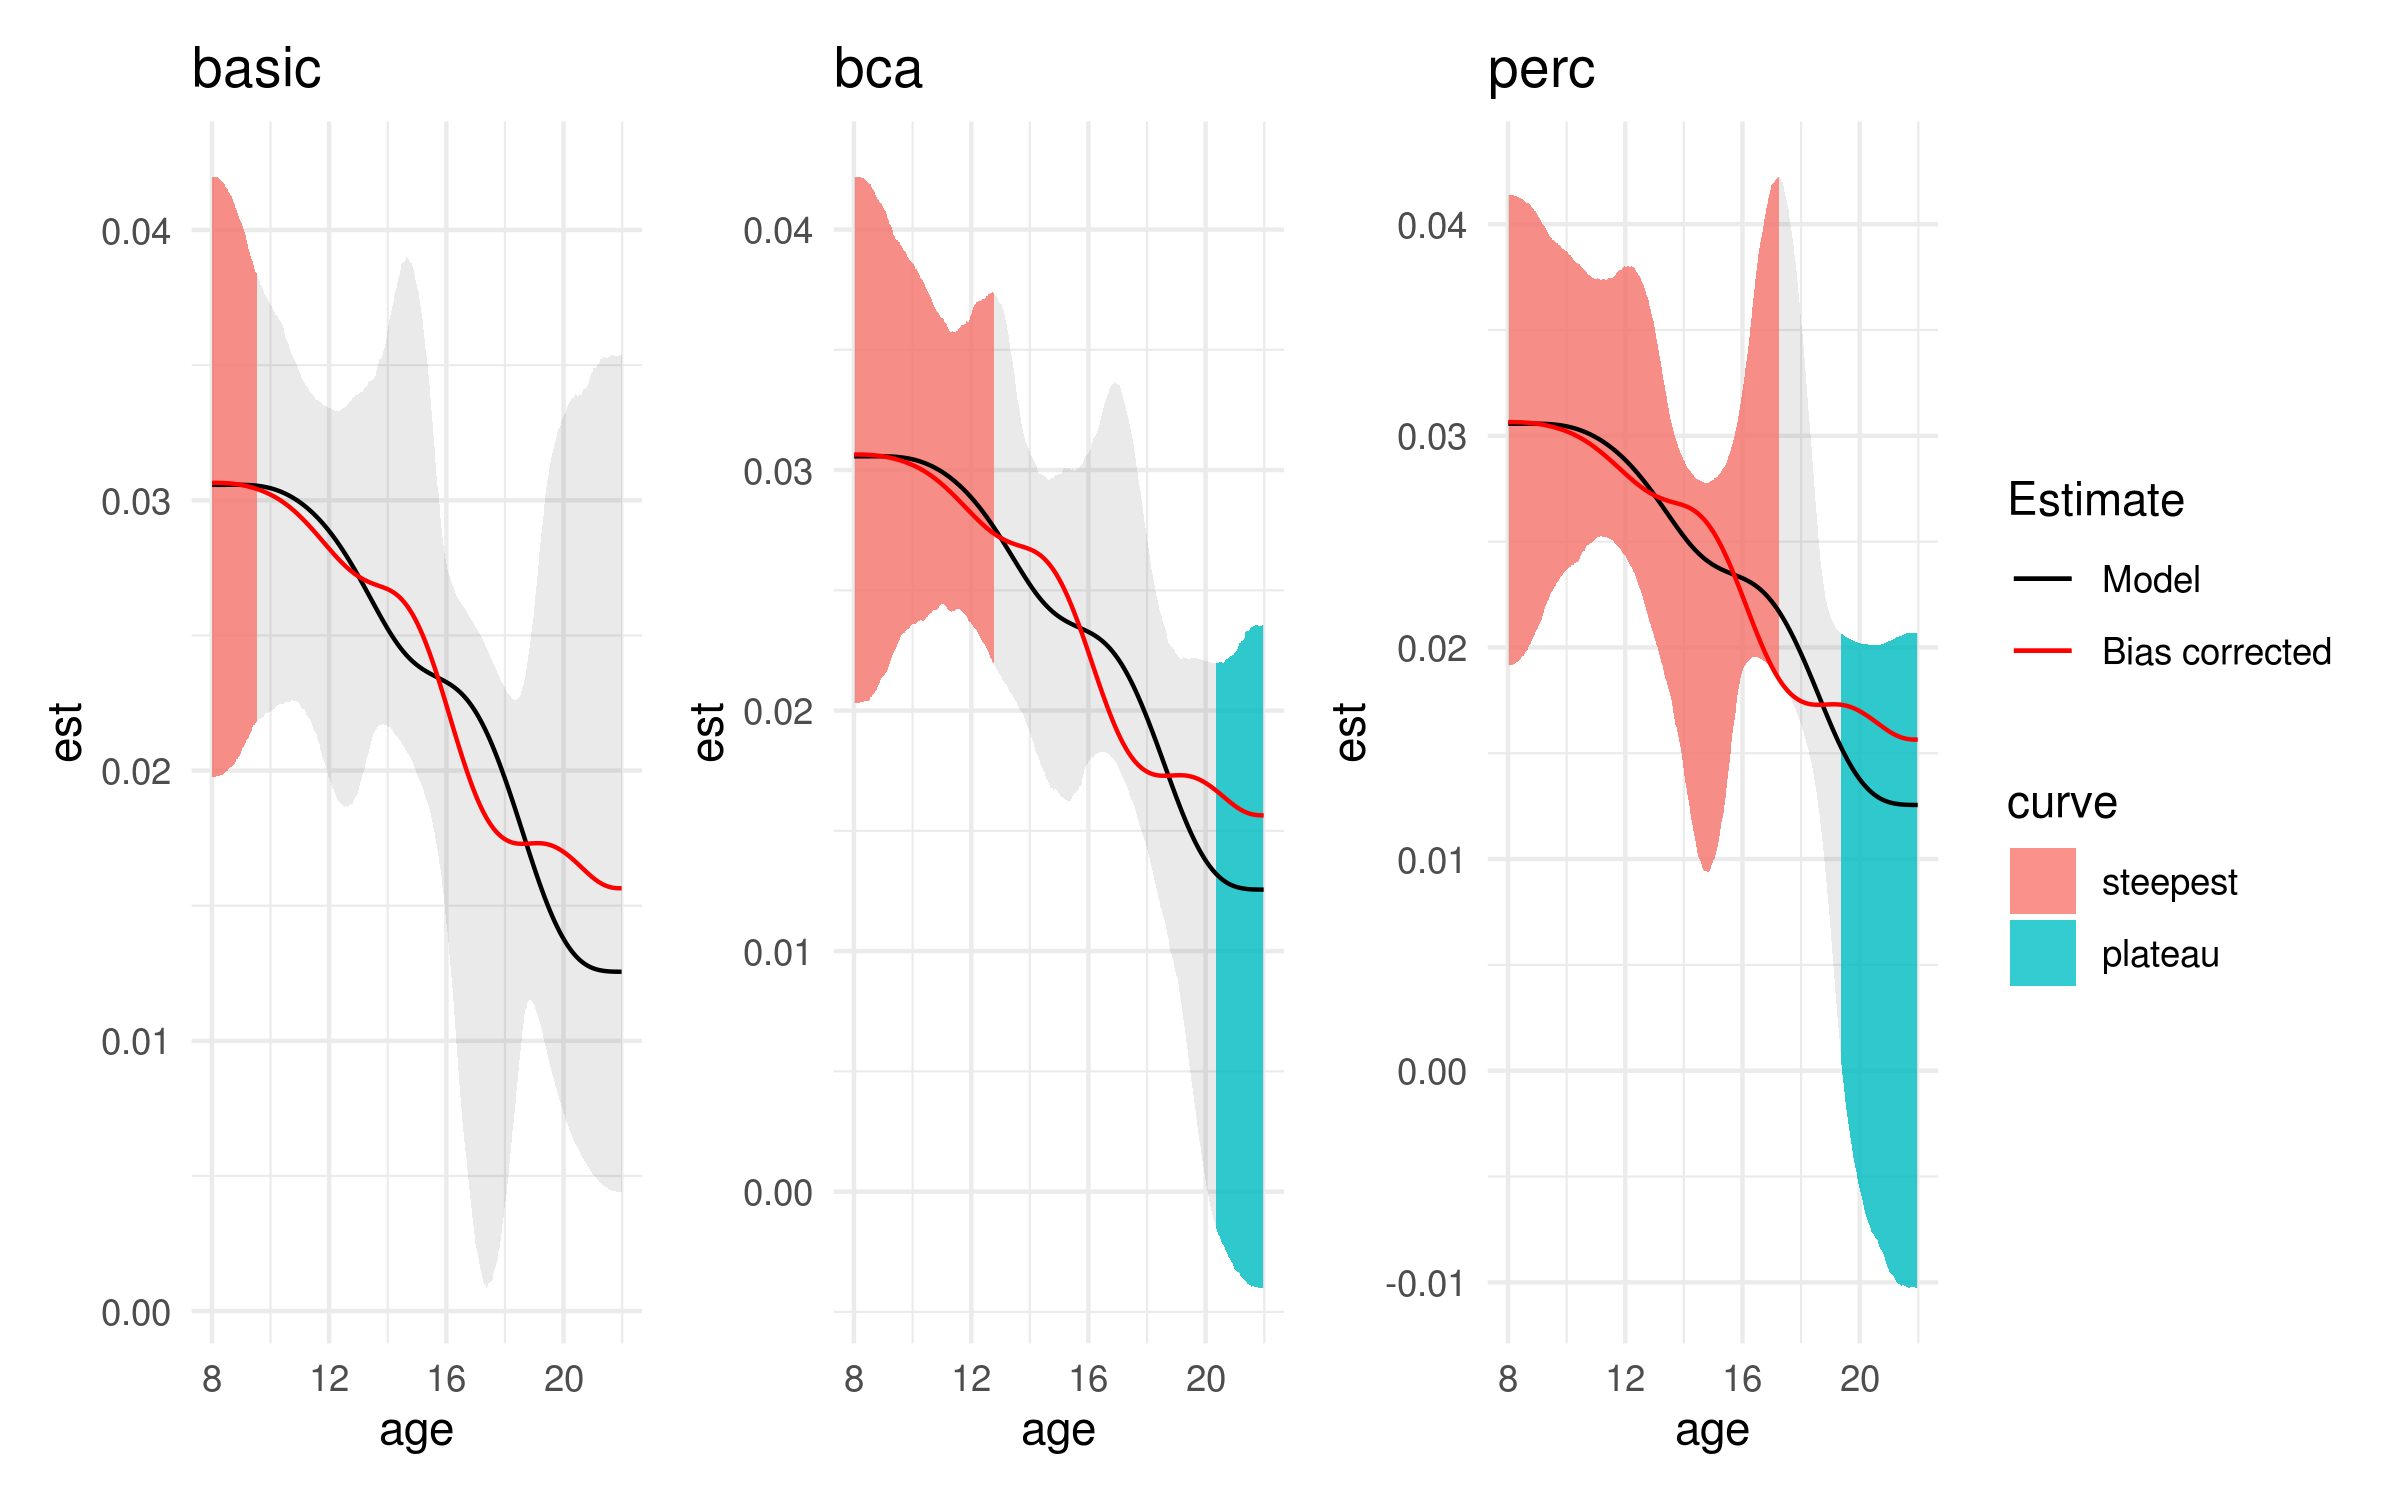 basic
est
0.04
0.03
0.02
0.01
0.00
8 12 16 20
age
bca
est
0.04
0.03
0.02
0.01
0.00
8 12 16 20
age
perc
est
0.04
0.03
0.02
0.01
0.00
-0.01
8 12 16 20
age
Estimate
Model
Bias corrected
curve
steepest
plateau